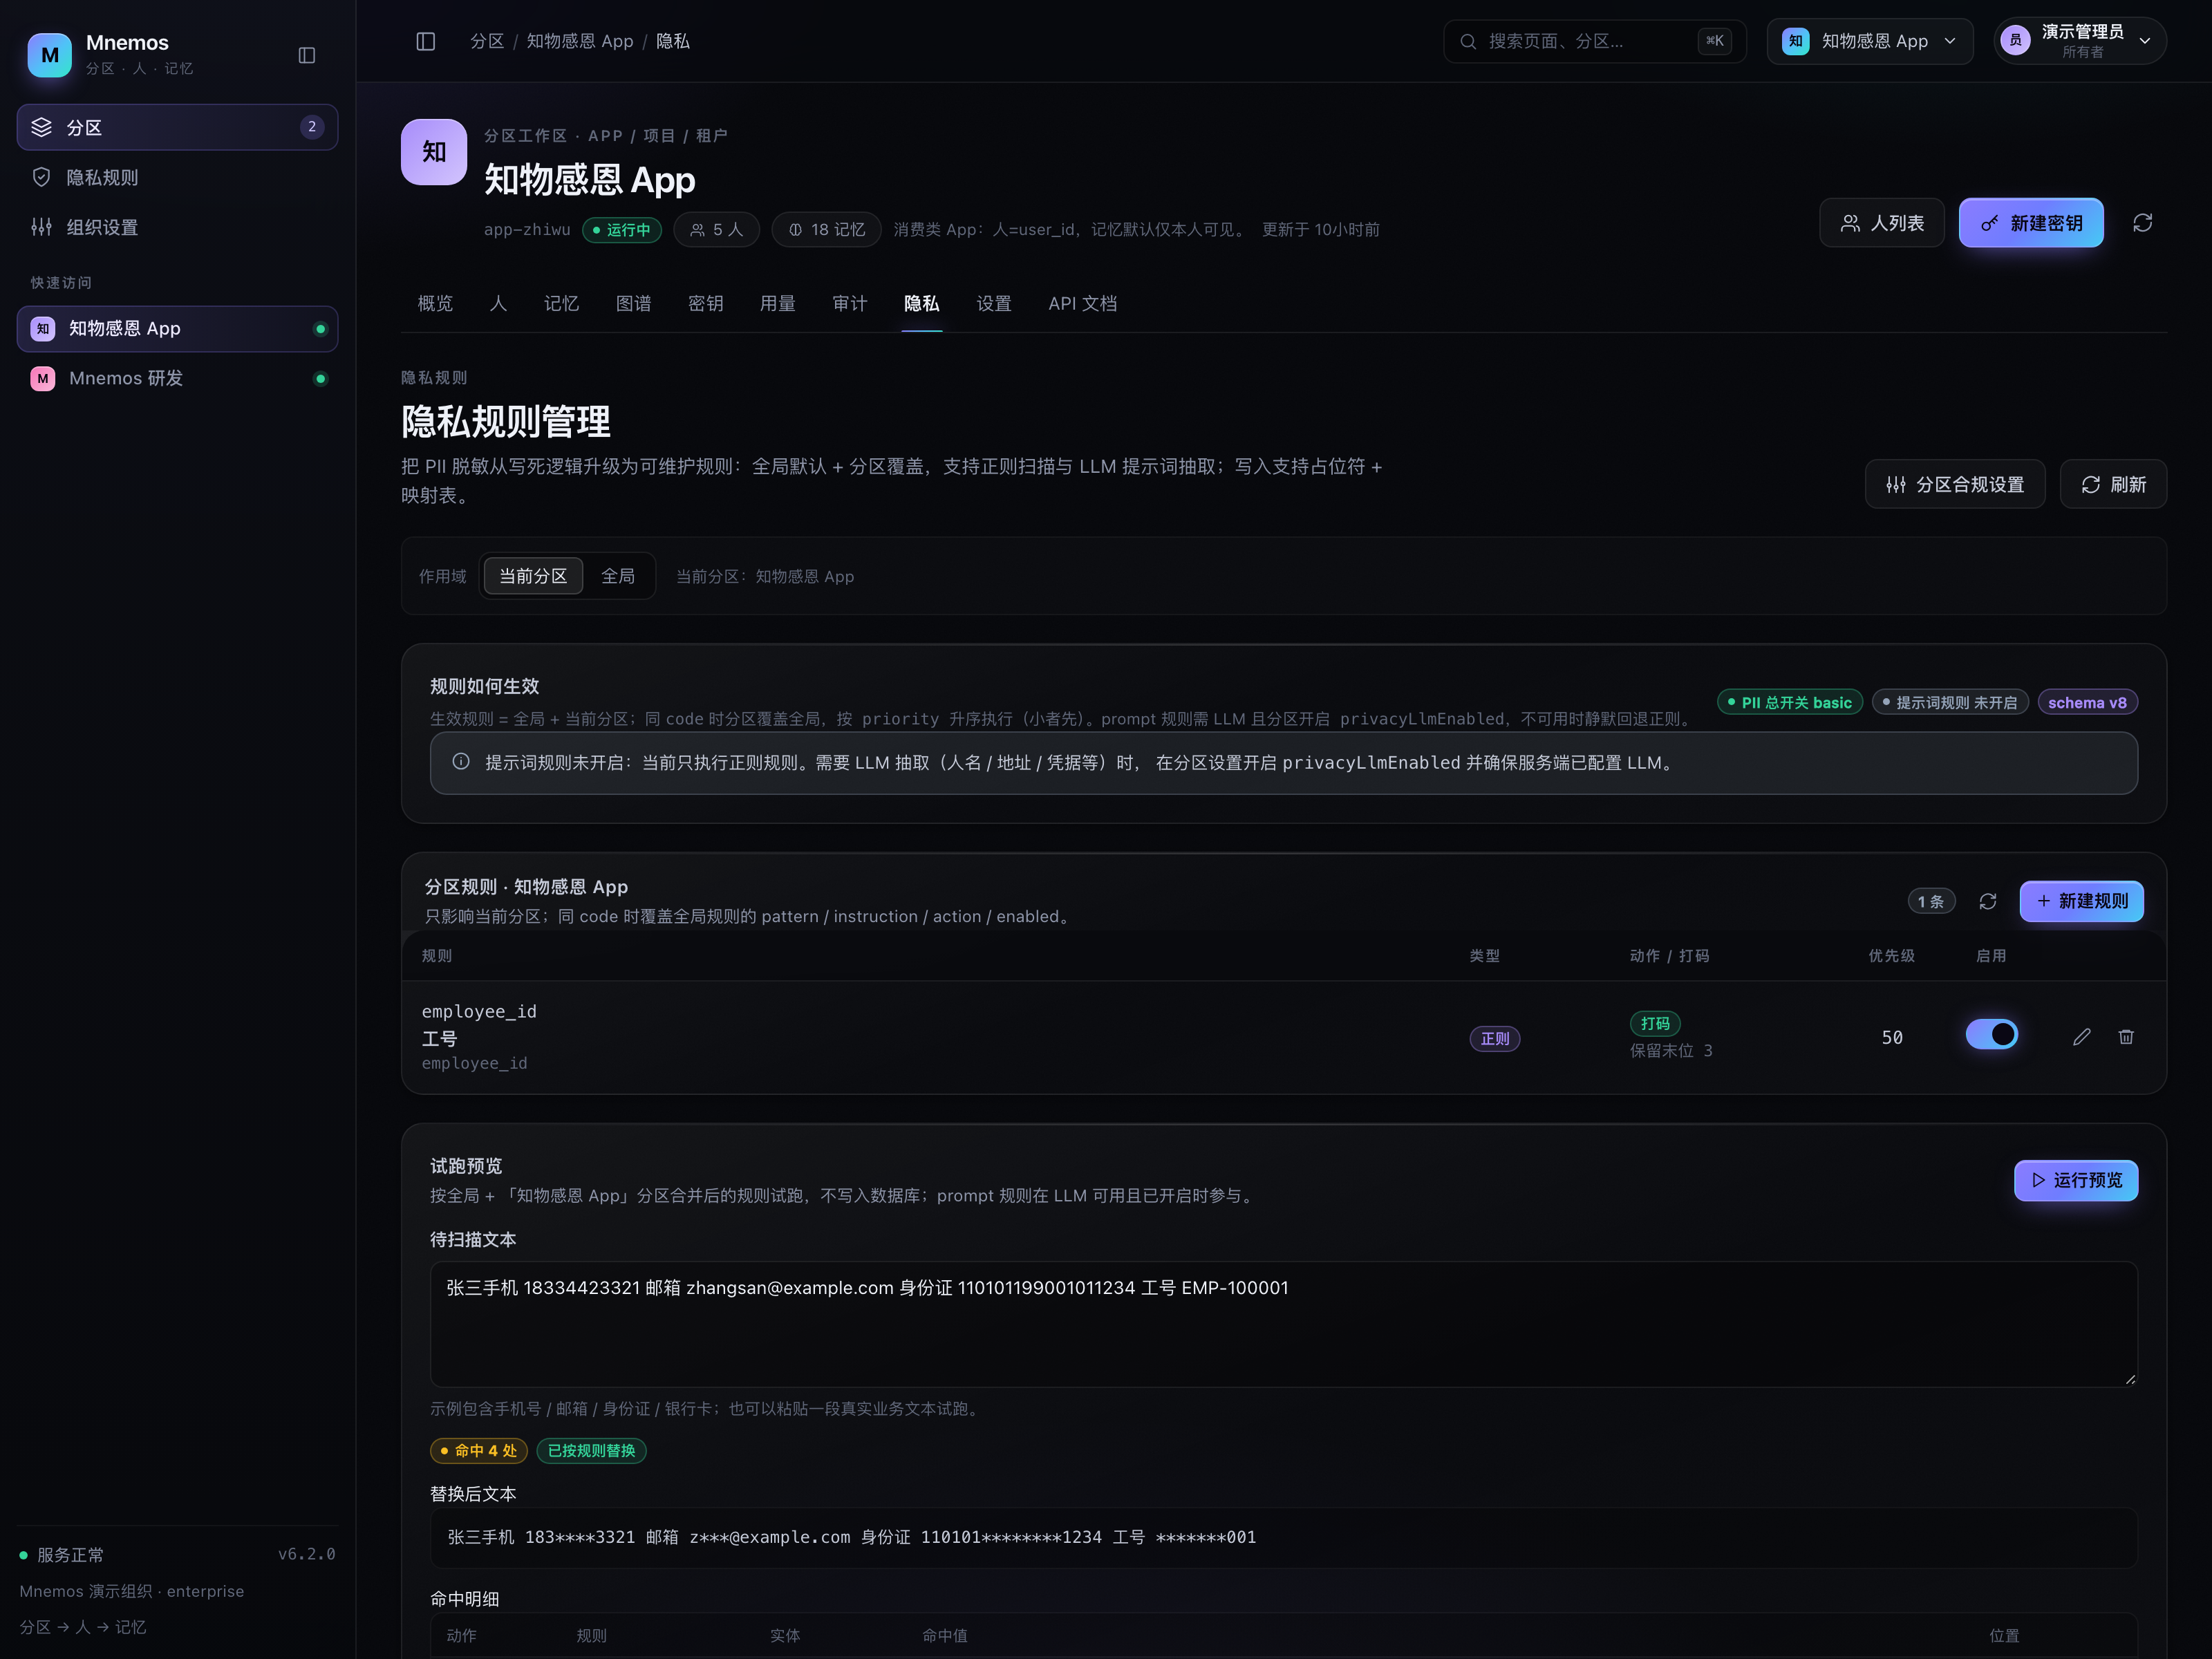 M
Mnemos
分区 · 人 · 记忆
分区
2
隐私规则
组织设置
快速访问
知
知物感恩 App
M
Mnemos 研发
服务正常
v6.2.0
Mnemos 演示组织 · enterprise
分区 → 人 → 记忆
分区 / 知物感恩 App / 隐私
搜索页面、分区...
⌘K
知
知物感恩 App
员
演示管理员
所有者
知
分区工作区 · APP / 项目 / 租户
知物感恩 App
app-zhiwu
运行中
5 人
18 记忆
消费类 App：人=user_id，记忆默认仅本人可见。
更新于 10小时前
人列表
新建密钥
概览
人
记忆
图谱
密钥
用量
审计
隐私
设置
API 文档
隐私规则
隐私规则管理
把 PII 脱敏从写死逻辑升级为可维护规则：全局默认 + 分区覆盖，支持正则扫描与 LLM 提示词抽取；写入支持占位符 +
映射表。
分区合规设置
刷新
作用域
当前分区
全局
当前分区：知物感恩 App
规则如何生效
生效规则 = 全局 + 当前分区；同 code 时分区覆盖全局，按 priority 升序执行（小者先）。prompt 规则需 LLM 且分区开启 privacyLlmEnabled，不可用时静默回退正则。
PII 总开关 basic
提示词规则 未开启
schema v8
提示词规则未开启：当前只执行正则规则。需要 LLM 抽取（人名 / 地址 / 凭据等）时， 在分区设置开启 privacyLlmEnabled 并确保服务端已配置 LLM。
分区规则 · 知物感恩 App
只影响当前分区；同 code 时覆盖全局规则的 pattern / instruction / action / enabled。
1 条
新建规则
规则
类型
动作 / 打码
优先级
启用
employee_id
工号
employee_id
正则
打码
保留末位 3
50
试跑预览
按全局 + 「知物感恩 App」分区合并后的规则试跑，不写入数据库；prompt 规则在 LLM 可用且已开启时参与。
运行预览
待扫描文本
张三手机 18334423321 邮箱 zhangsan@example.com 身份证 110101199001011234 工号 EMP-100001
示例包含手机号 / 邮箱 / 身份证 / 银行卡；也可以粘贴一段真实业务文本试跑。
命中 4 处
已按规则替换
替换后文本
张三手机 183****3321 邮箱 z***@example.com 身份证 110101********1234 工号 *******001
命中明细
动作
规则
实体
命中值
位置